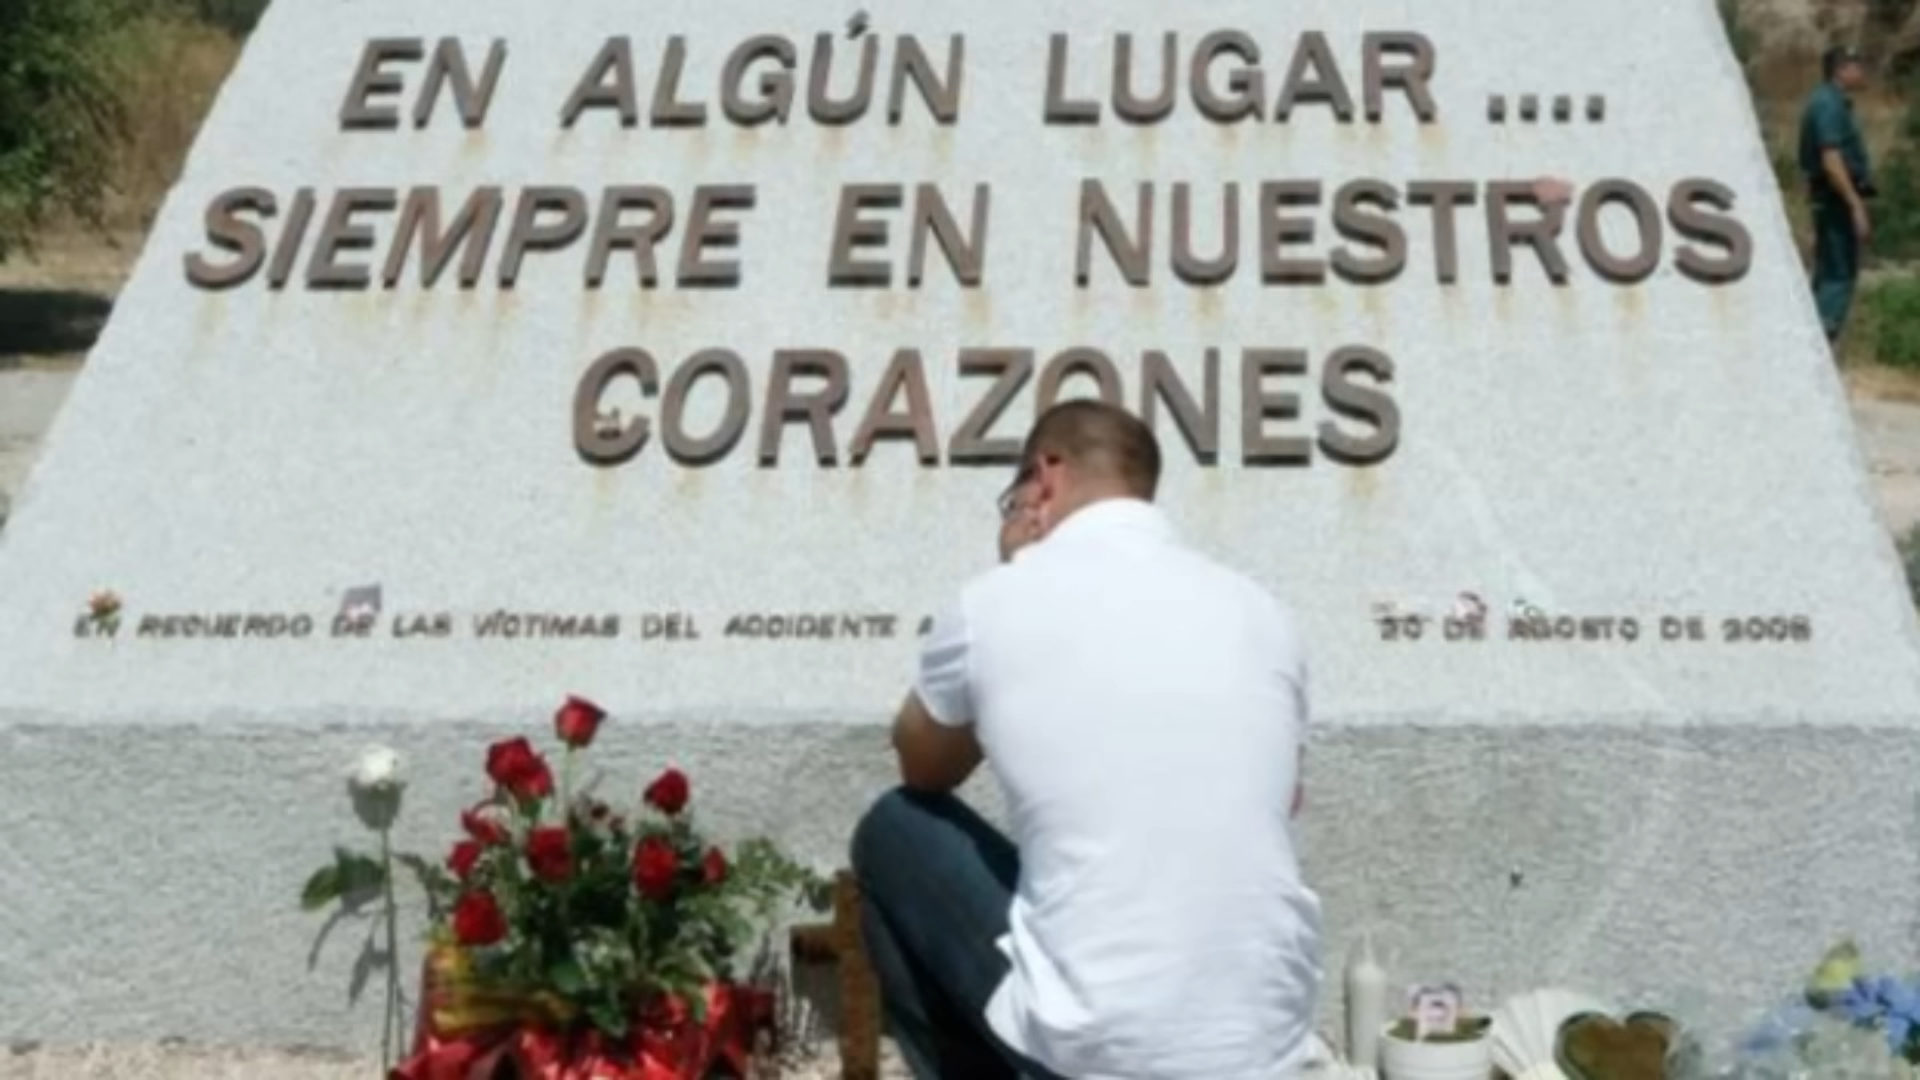 EN ALGÚN LUGAR ....
SIEMPRE EN NUESTROS
CORAZONES
EN RECUERDO DE LAS VÍCTIMAS DEL ACCIDENTE 20 DE AGOSTO DE 2008